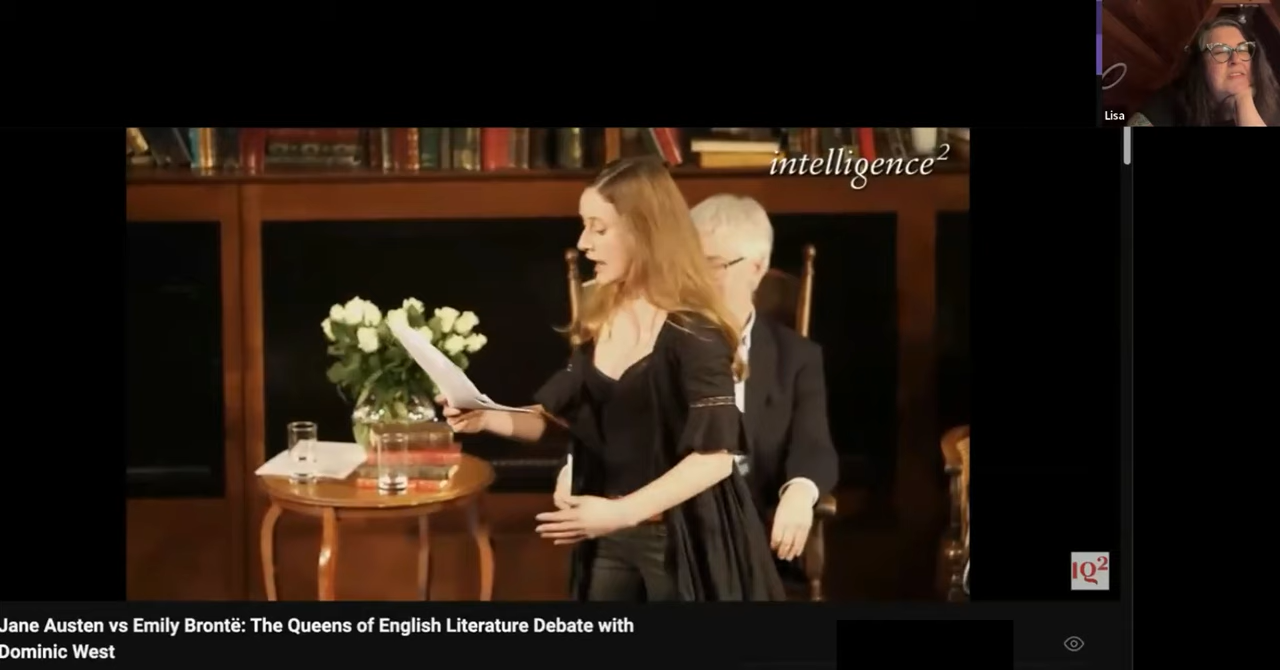 Lisa
intelligence²
IQ²
Jane Austen vs Emily Brontë: The Queens of English Literature Debate with
Dominic West